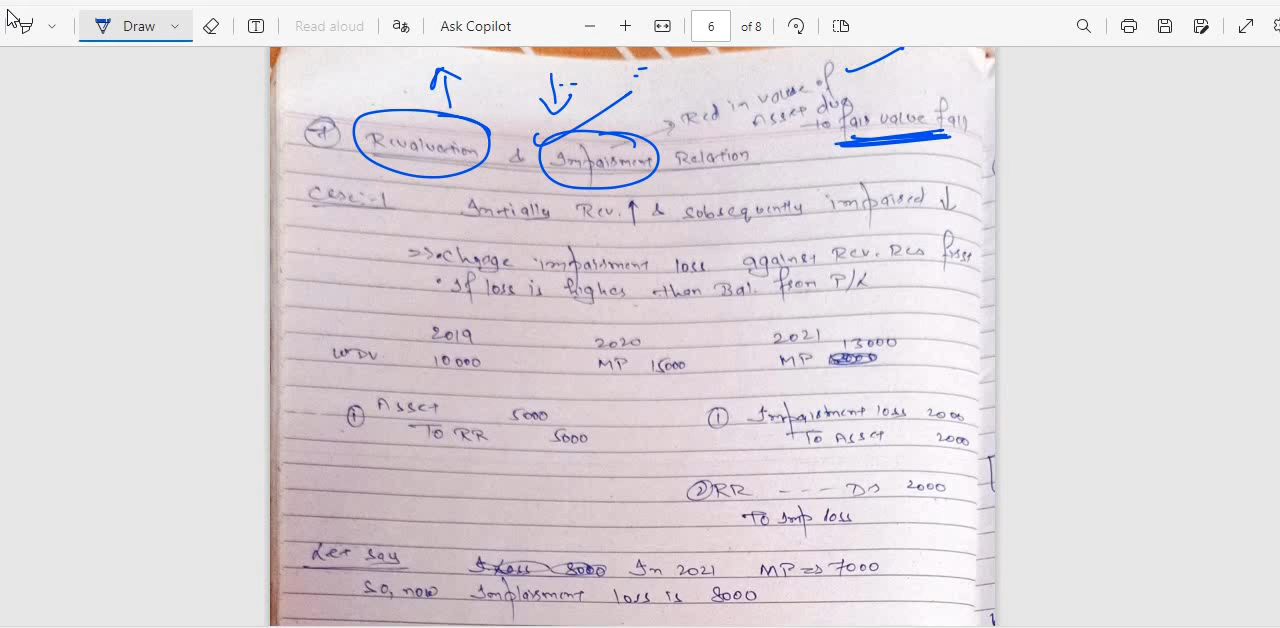 Draw
Read aloud
aあ
Ask Copilot
6 of 8
→ Red in value of
Asset due
to fair value fall
Revaluation & Impairment Relation
Case:-1 Initially Rev.↑ & subsequently impaired ↓
⇒ • Charge impairment loss against Rev. Res first
• If loss is higher than Bal. from P/L
2019 2020 2021 13000
WDV 10000 MP 15000 MP
① Asset 5000 ① Impairment loss 2000
To RR 5000 To Asset 2000
② RR --- Dr 2000
To Imp loss
Let say In 2021 MP ⇒ 7000
So, now Impairment loss is 8000